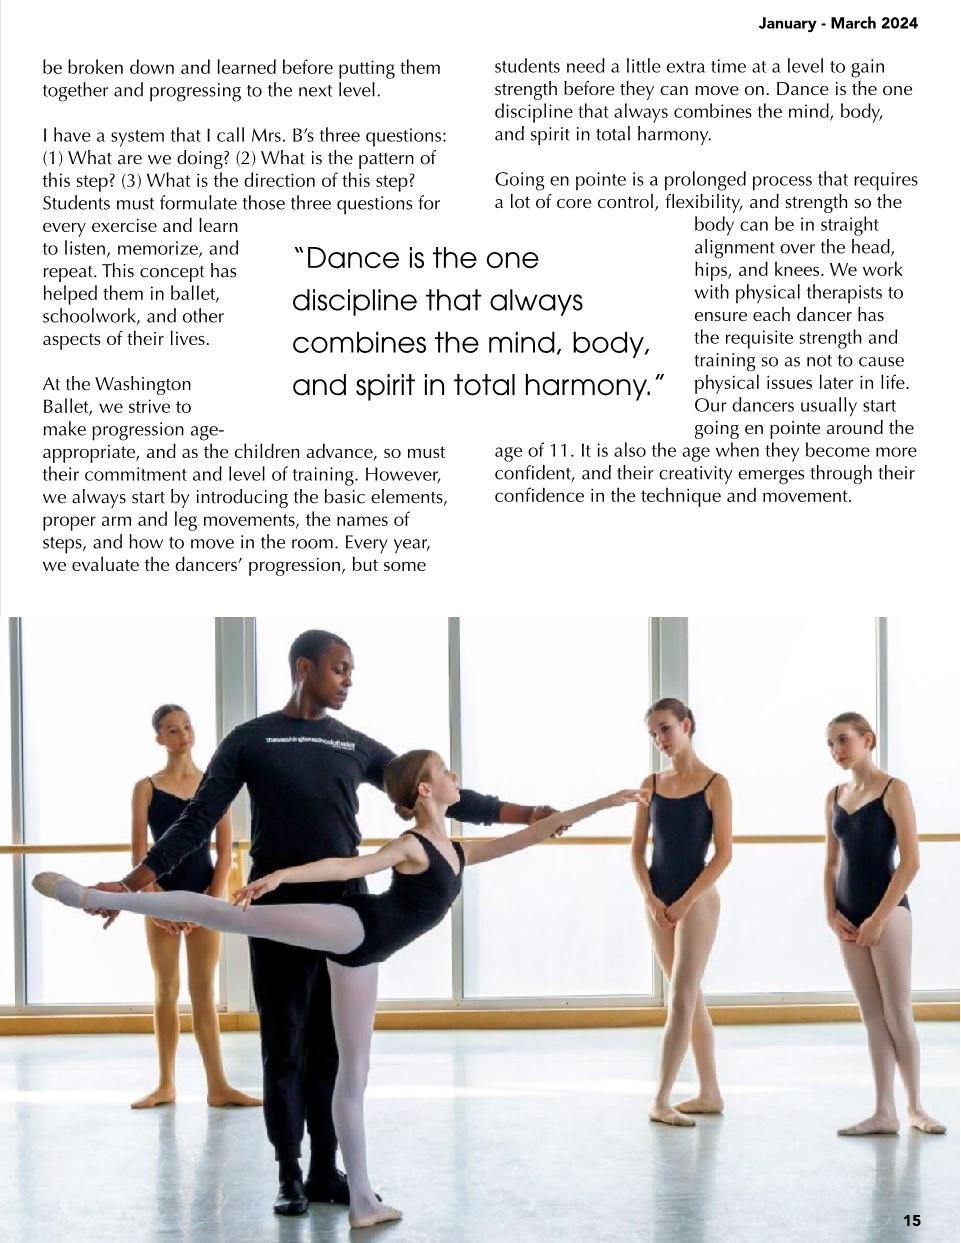 January - March 2024
be broken down and learned before putting them
together and progressing to the next level.
I have a system that I call Mrs. B’s three questions:
(1) What are we doing? (2) What is the pattern of
this step? (3) What is the direction of this step?
Students must formulate those three questions for
every exercise and learn
to listen, memorize, and
repeat. This concept has
helped them in ballet,
schoolwork, and other
aspects of their lives.
At the Washington
Ballet, we strive to
make progression age-
appropriate, and as the children advance, so must
their commitment and level of training. However,
we always start by introducing the basic elements,
proper arm and leg movements, the names of
steps, and how to move in the room. Every year,
we evaluate the dancers’ progression, but some
“Dance is the one
discipline that always
combines the mind, body,
and spirit in total harmony.”
students need a little extra time at a level to gain
strength before they can move on. Dance is the one
discipline that always combines the mind, body,
and spirit in total harmony.
Going en pointe is a prolonged process that requires
a lot of core control, flexibility, and strength so the
body can be in straight
alignment over the head,
hips, and knees. We work
with physical therapists to
ensure each dancer has
the requisite strength and
training so as not to cause
physical issues later in life.
Our dancers usually start
going en pointe around the
age of 11. It is also the age when they become more
confident, and their creativity emerges through their
confidence in the technique and movement.
thewashingtonschoolofballet
15